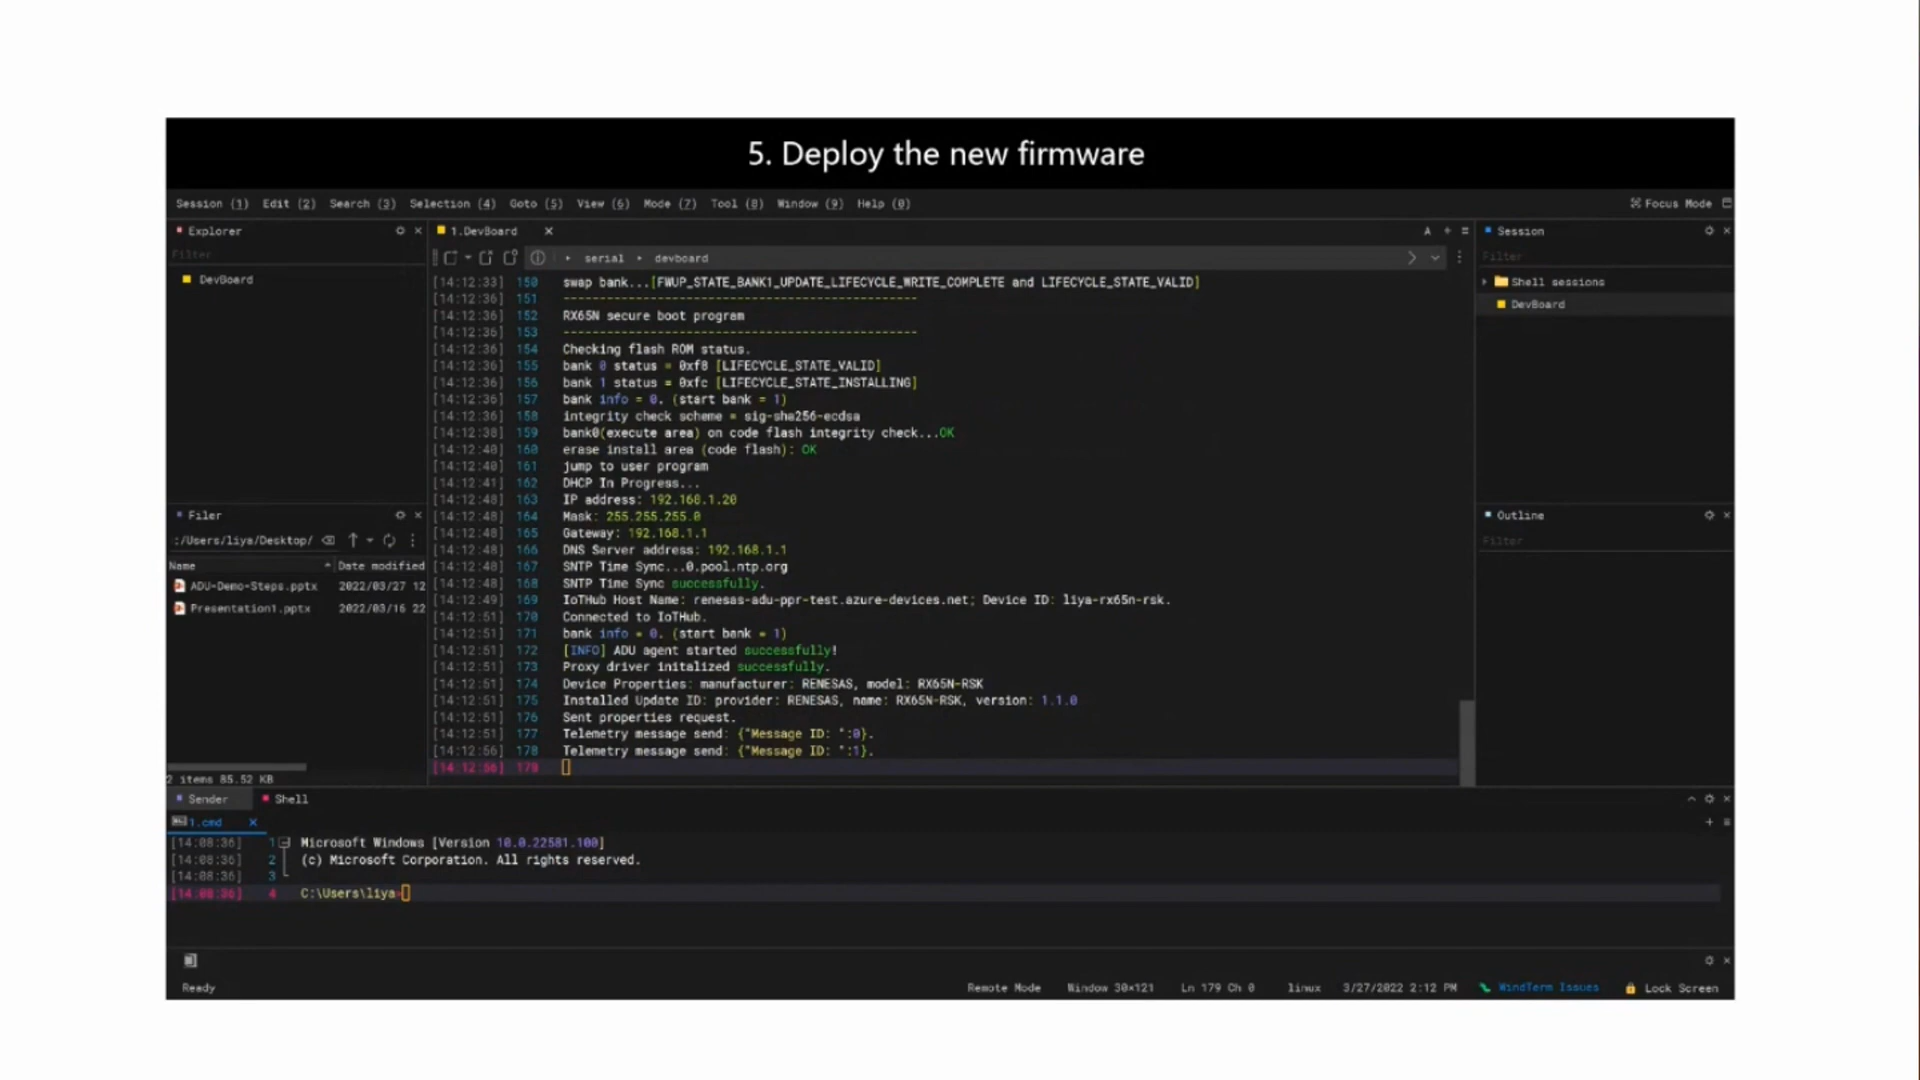 5. Deploy the new firmware
Session (1) Edit (2) Search (3) Selection (4) Goto (5) View (6) Mode (7) Tool (8) Window (9) Help (0) Focus Mode
Explorer
Filter
DevBoard
1.DevBoard
serial devboard
[14:12:33] 150 swap bank...[FWUP_STATE_BANK1_UPDATE_LIFECYCLE_WRITE_COMPLETE and LIFECYCLE_STATE_VALID]
[14:12:36] 151 -------------------------------------------------
[14:12:36] 152 RX65N secure boot program
[14:12:36] 153 -------------------------------------------------
[14:12:36] 154 Checking flash ROM status.
[14:12:36] 155 bank 0 status = 0xf8 [LIFECYCLE_STATE_VALID]
[14:12:36] 156 bank 1 status = 0xfc [LIFECYCLE_STATE_INSTALLING]
[14:12:36] 157 bank info = 0. (start bank = 1)
[14:12:36] 158 integrity check scheme = sig-sha256-ecdsa
[14:12:38] 159 bank0(execute area) on code flash integrity check...OK
[14:12:40] 160 erase install area (code flash): OK
[14:12:40] 161 jump to user program
[14:12:41] 162 DHCP In Progress...
[14:12:48] 163 IP address: 192.168.1.20
[14:12:48] 164 Mask: 255.255.255.0
[14:12:48] 165 Gateway: 192.168.1.1
[14:12:48] 166 DNS Server address: 192.168.1.1
[14:12:48] 167 SNTP Time Sync...0.pool.ntp.org
[14:12:48] 168 SNTP Time Sync successfully.
[14:12:49] 169 IoTHub Host Name: renesas-adu-ppr-test.azure-devices.net; Device ID: liya-rx65n-rsk.
[14:12:51] 170 Connected to IoTHub.
[14:12:51] 171 bank info = 0. (start bank = 1)
[14:12:51] 172 [INFO] ADU agent started successfully!
[14:12:51] 173 Proxy driver initalized successfully.
[14:12:51] 174 Device Properties: manufacturer: RENESAS, model: RX65N-RSK
[14:12:51] 175 Installed Update ID: provider: RENESAS, name: RX65N-RSK, version: 1.1.0
[14:12:51] 176 Sent properties request.
[14:12:51] 177 Telemetry message send: {"Message ID: ":0}.
[14:12:56] 178 Telemetry message send: {"Message ID: ":1}.
[14:12:56] 179
Session
Filter
Shell sessions
DevBoard
Filer
:/Users/liya/Desktop/
Name Date modified
ADU-Demo-Steps.pptx 2022/03/27 12
Presentation1.pptx 2022/03/16 22
2 items 85.52 KB
Outline
Filter
Sender Shell
1.cmd
[14:08:36] 1 Microsoft Windows [Version 10.0.22581.100]
[14:08:36] 2 (c) Microsoft Corporation. All rights reserved.
[14:08:36] 3
[14:08:36] 4 C:\Users\liya>
Ready Remote Mode Window 30×121 Ln 179 Ch 0 linux 3/27/2022 2:12 PM WindTerm Issues Lock Screen